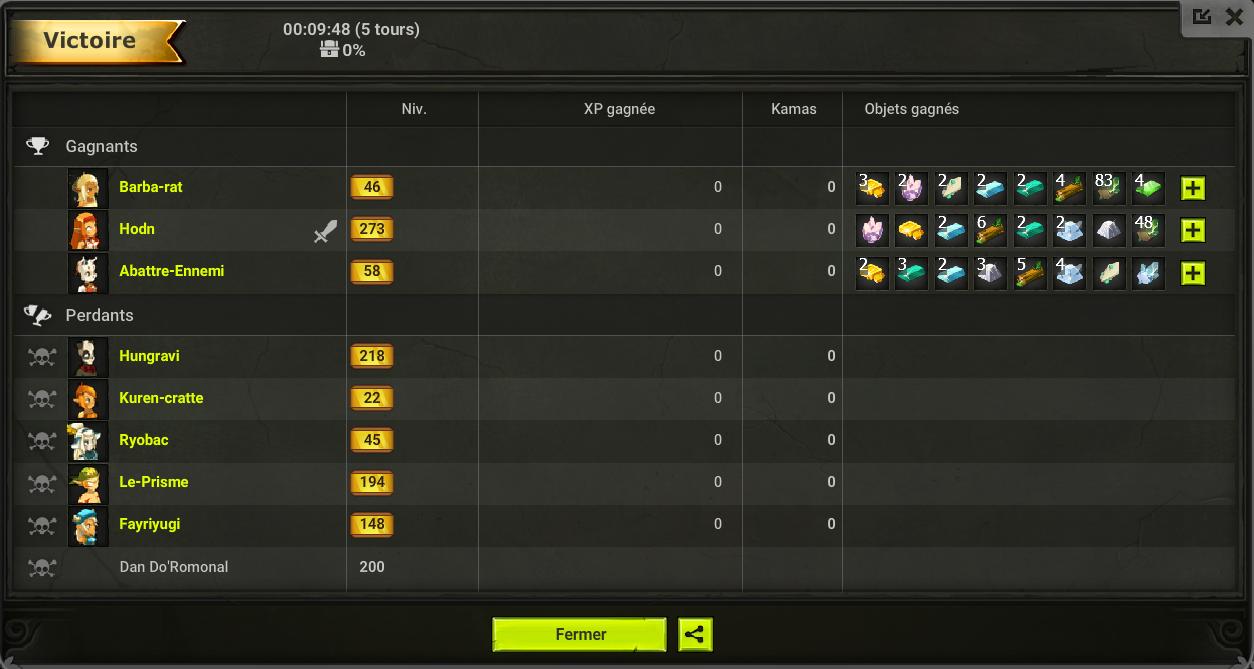 Victoire
00:09:48 (5 tours)
0%
Niv. XP gagnée Kamas Objets gagnés
Gagnants
Barba-rat 46 0 0 3 2 2 2 2 4 83 4
Hodn 273 0 0 2 6 2 2 48
Abattre-Ennemi 58 0 0 2 3 2 3 5 4
Perdants
Hungravi 218 0 0
Kuren-cratte 22 0 0
Ryobac 45 0 0
Le-Prisme 194 0 0
Fayriyugi 148 0 0
Dan Do'Romonal 200
Fermer